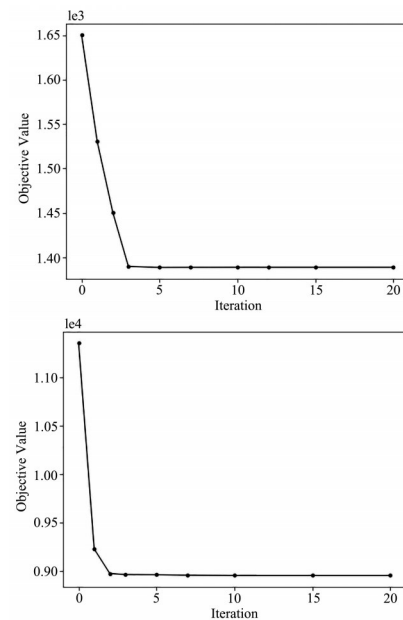 1e3
1.65
1.60
1.55
1.50
1.45
1.40
Objective Value
0 5 10 15 20
Iteration
1e4
1.10
1.05
1.00
0.95
0.90
Objective Value
0 5 10 15 20
Iteration